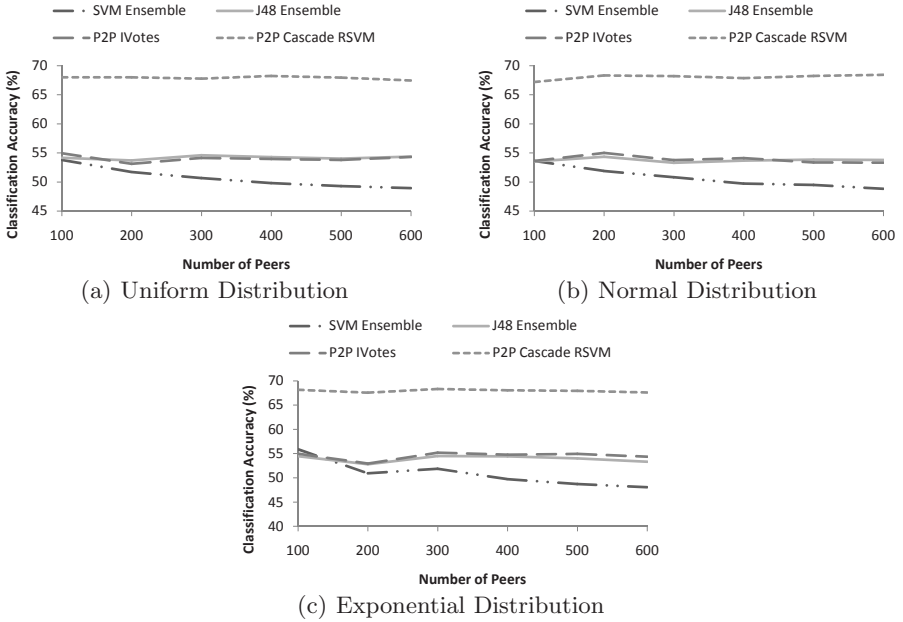 SVM Ensemble J48 Ensemble
P2P IVotes P2P Cascade RSVM
Classification Accuracy (%)
70
65
60
55
50
45
100 200 300 400 500 600
Number of Peers
(a) Uniform Distribution
SVM Ensemble J48 Ensemble
P2P IVotes P2P Cascade RSVM
Classification Accuracy (%)
70
65
60
55
50
45
100 200 300 400 500 600
Number of Peers
(b) Normal Distribution
SVM Ensemble J48 Ensemble
P2P IVotes P2P Cascade RSVM
Classification Accuracy (%)
70
65
60
55
50
45
40
100 200 300 400 500 600
Number of Peers
(c) Exponential Distribution